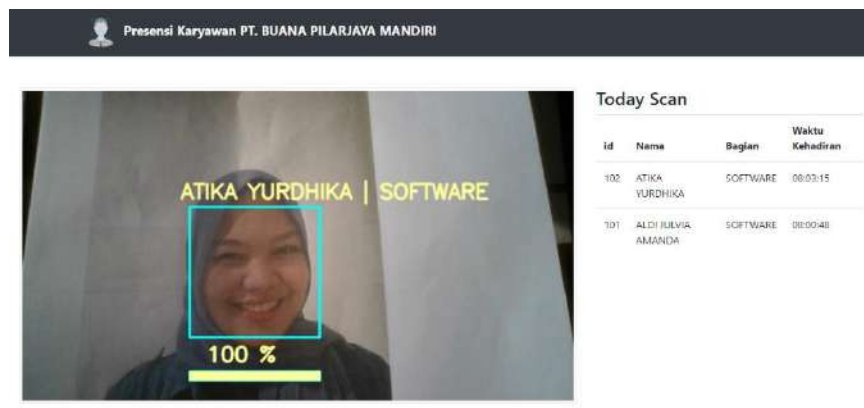 Presensi Karyawan PT. BUANA PILARJAYA MANDIRI
ATIKA YURDHIKA | SOFTWARE
100 %
Today Scan
id Nama Bagian Waktu Kehadiran
102 ATIKA YURDHIKA SOFTWARE 08:03:15
101 ALDI JULVIA AMANDA SOFTWARE 08:00:48